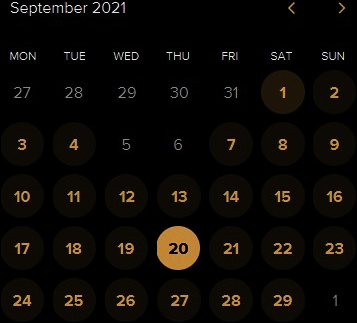 September 2021 < >
MON TUE WED THU FRI SAT SUN
27 28 29 30 31 1 2
3 4 5 6 7 8 9
10 11 12 13 14 15 16
17 18 19 20 21 22 23
24 25 26 27 28 29 1